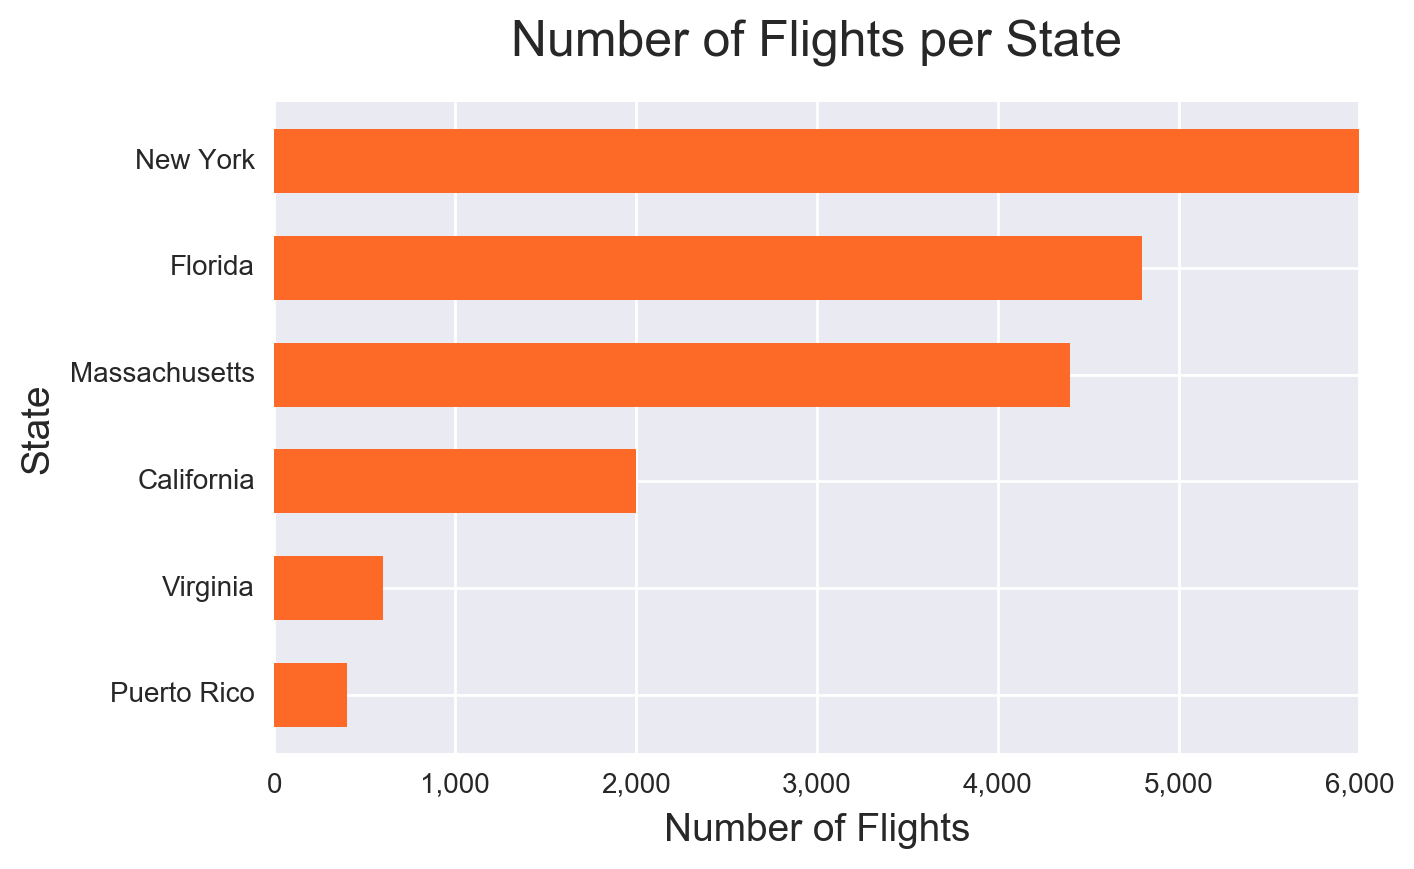 Number of Flights per State
New York
Florida
Massachusetts
California
Virginia
Puerto Rico
State
0 1,000 2,000 3,000 4,000 5,000 6,000
Number of Flights